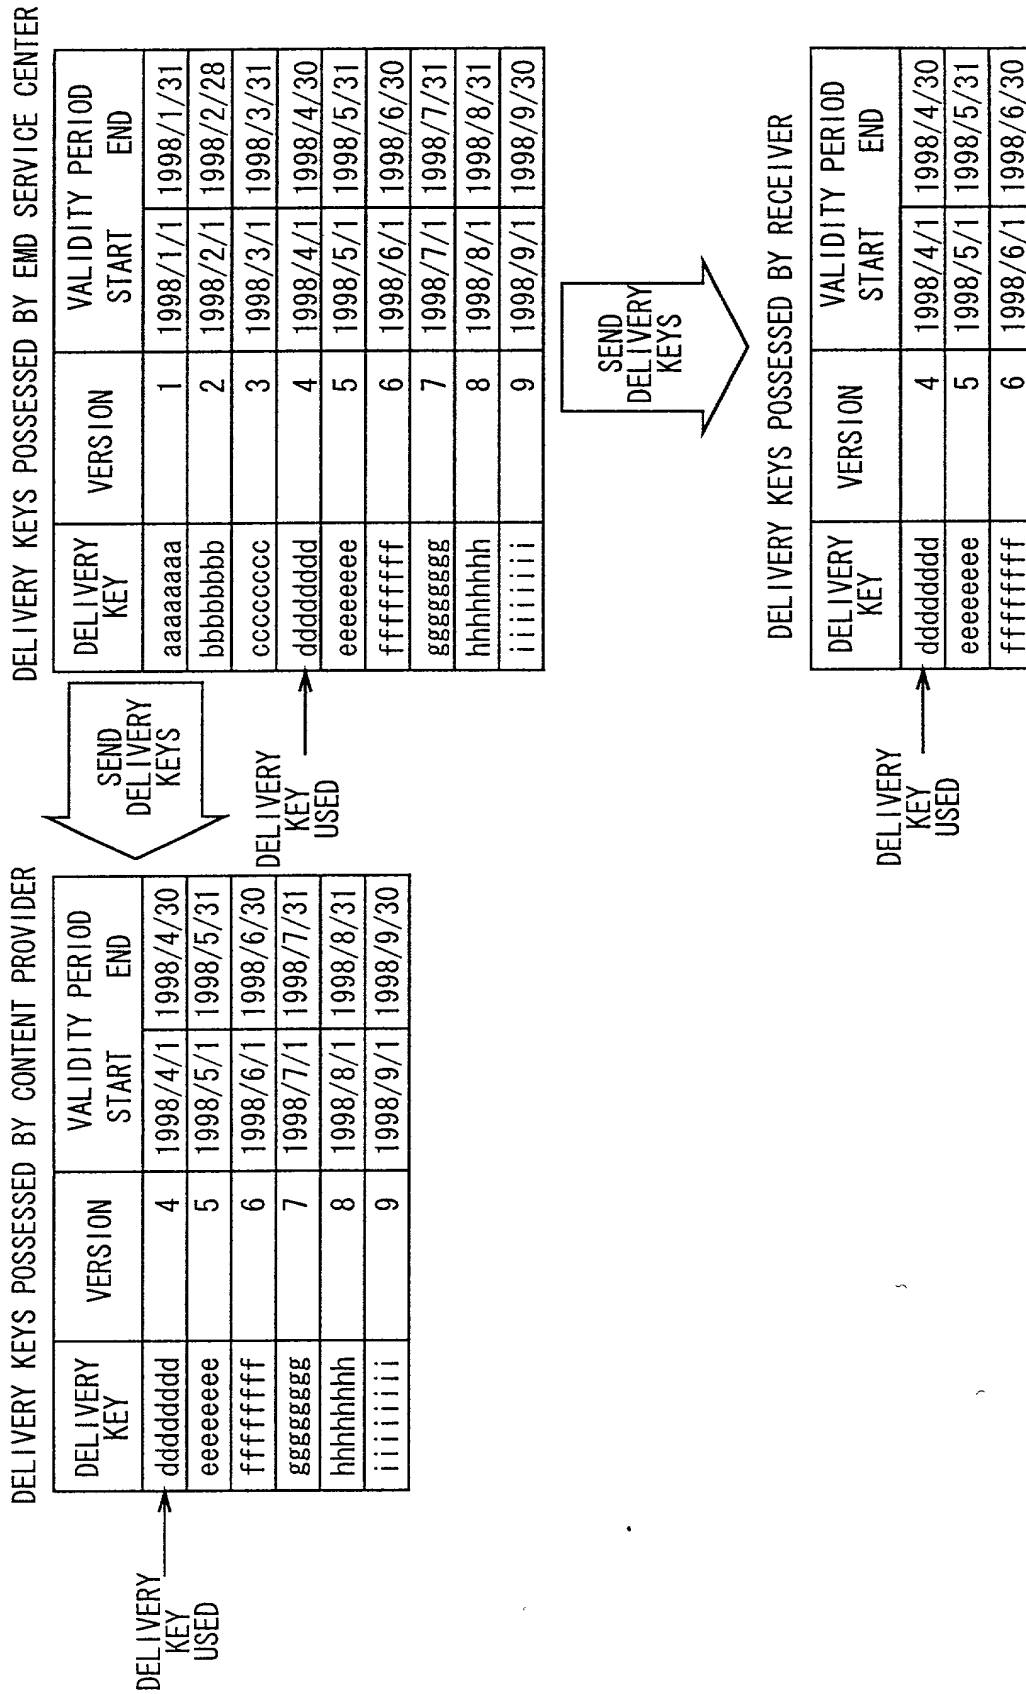 DELIVERY KEYS POSSESSED BY CONTENT PROVIDER
DELIVERY
KEY
VERSION
VALIDITY PERIOD
START END
dddddddd 4 1998/4/1 1998/4/30
eeeeeeee 5 1998/5/1 1998/5/31
ffffffff 6 1998/6/1 1998/6/30
gggggggg 7 1998/7/1 1998/7/31
hhhhhhhh 8 1998/8/1 1998/8/31
iiiiiiii 9 1998/9/1 1998/9/30
DELIVERY
KEY
USED
SEND
DELIVERY
KEYS
DELIVERY KEYS POSSESSED BY EMD SERVICE CENTER
DELIVERY
KEY
VERSION
VALIDITY PERIOD
START END
aaaaaaaa 1 1998/1/1 1998/1/31
bbbbbbbb 2 1998/2/1 1998/2/28
cccccccc 3 1998/3/1 1998/3/31
dddddddd 4 1998/4/1 1998/4/30
eeeeeeee 5 1998/5/1 1998/5/31
ffffffff 6 1998/6/1 1998/6/30
gggggggg 7 1998/7/1 1998/7/31
hhhhhhhh 8 1998/8/1 1998/8/31
iiiiiiii 9 1998/9/1 1998/9/30
DELIVERY
KEY
USED
SEND
DELIVERY
KEYS
DELIVERY KEYS POSSESSED BY RECEIVER
DELIVERY
KEY
VERSION
VALIDITY PERIOD
START END
dddddddd 4 1998/4/1 1998/4/30
eeeeeeee 5 1998/5/1 1998/5/31
ffffffff 6 1998/6/1 1998/6/30
DELIVERY
KEY
USED